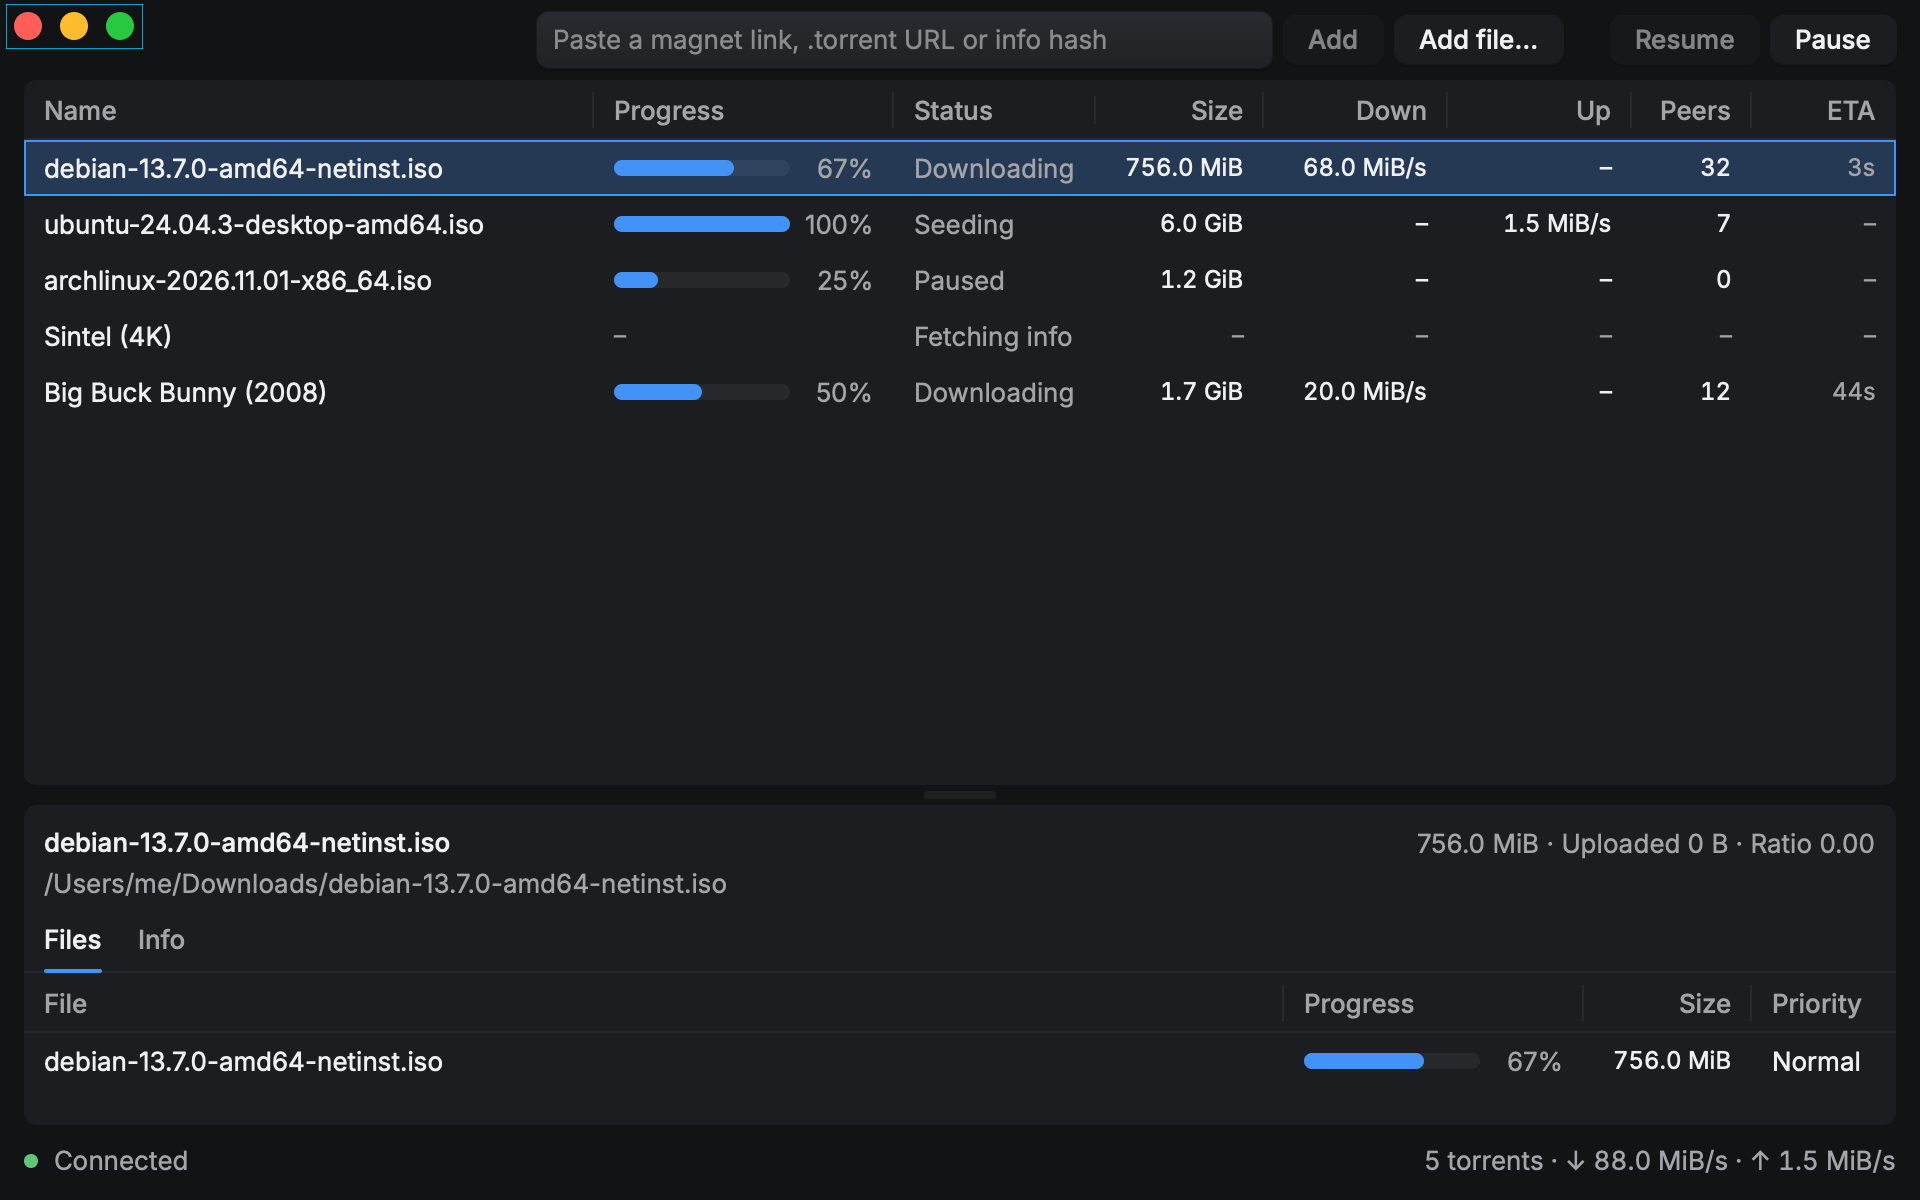 Paste a magnet link, .torrent URL or info hash Add Add file... Resume Pause
Name Progress Status Size Down Up Peers ETA
debian-13.7.0-amd64-netinst.iso 67% Downloading 756.0 MiB 68.0 MiB/s – 32 3s
ubuntu-24.04.3-desktop-amd64.iso 100% Seeding 6.0 GiB – 1.5 MiB/s 7 –
archlinux-2026.11.01-x86_64.iso 25% Paused 1.2 GiB – – 0 –
Sintel (4K) – Fetching info – – – – –
Big Buck Bunny (2008) 50% Downloading 1.7 GiB 20.0 MiB/s – 12 44s
debian-13.7.0-amd64-netinst.iso 756.0 MiB · Uploaded 0 B · Ratio 0.00
/Users/me/Downloads/debian-13.7.0-amd64-netinst.iso
Files Info
File Progress Size Priority
debian-13.7.0-amd64-netinst.iso 67% 756.0 MiB Normal
Connected 5 torrents · ↓ 88.0 MiB/s · ↑ 1.5 MiB/s